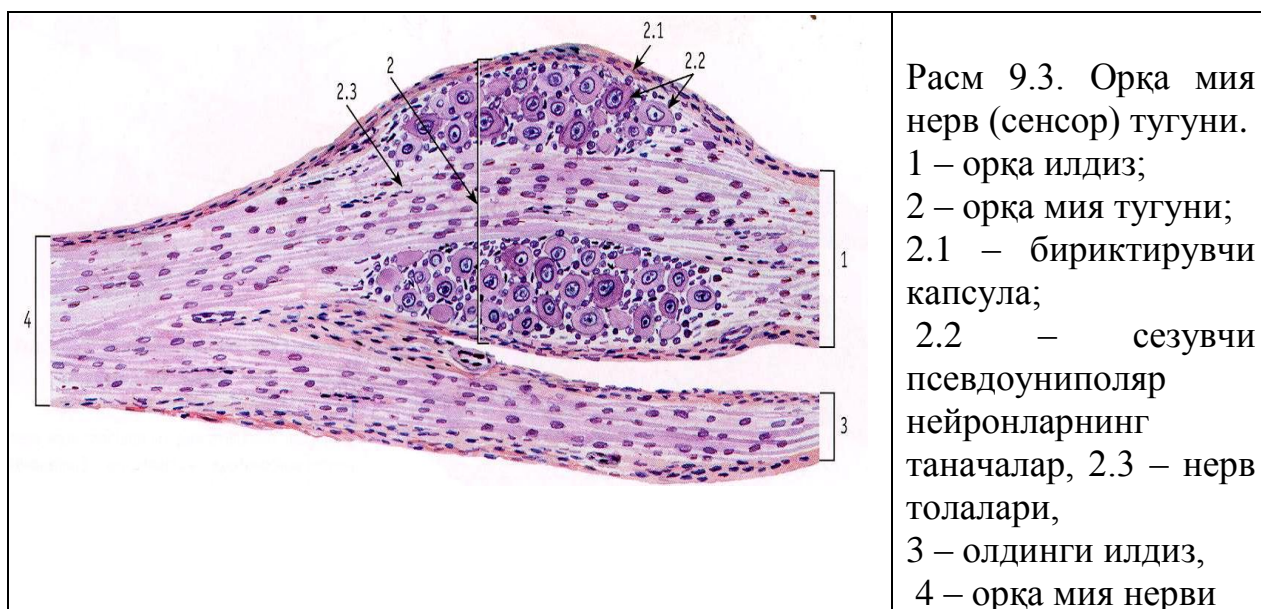 2.1
2
2.2
2.3
1
4
3
Расм 9.3. Орқа мия
нерв (сенсор) тугуни.
1 – орқа илдиз;
2 – орқа мия тугуни;
2.1 – бириктирувчи
капсула;
2.2 – сезувчи
псевдоуниполяр
нейронларнинг
таначалар, 2.3 – нерв
толалари,
3 – олдинги илдиз,
4 – орқа мия нерви